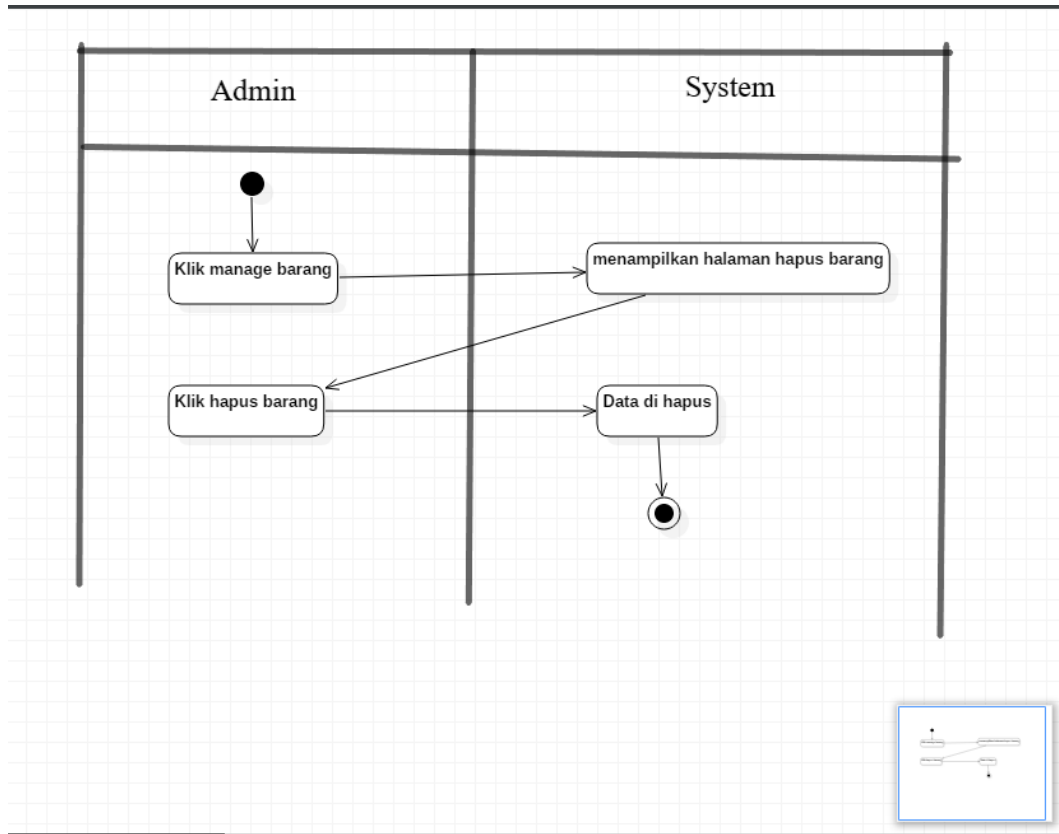 Admin
System
Klik manage barang
menampilkan halaman hapus barang
Klik hapus barang
Data di hapus